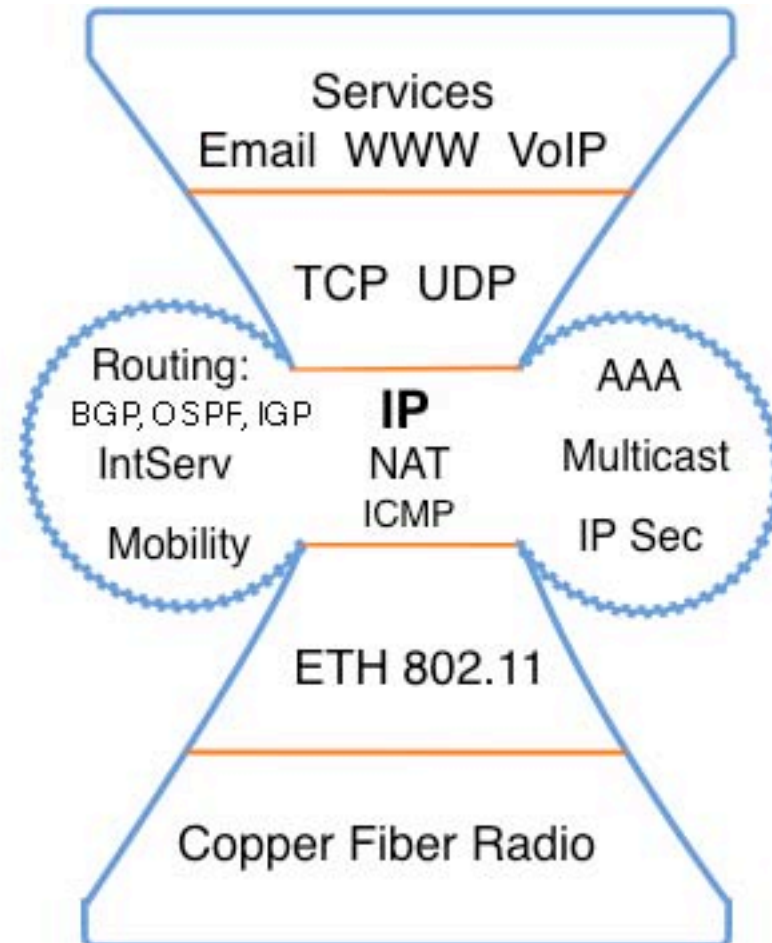 Services
Email WWW VoIP
TCP UDP
Routing:
BGP, OSPF, IGP
IntServ
Mobility
IP
NAT
ICMP
AAA
Multicast
IP Sec
ETH 802.11
Copper Fiber Radio